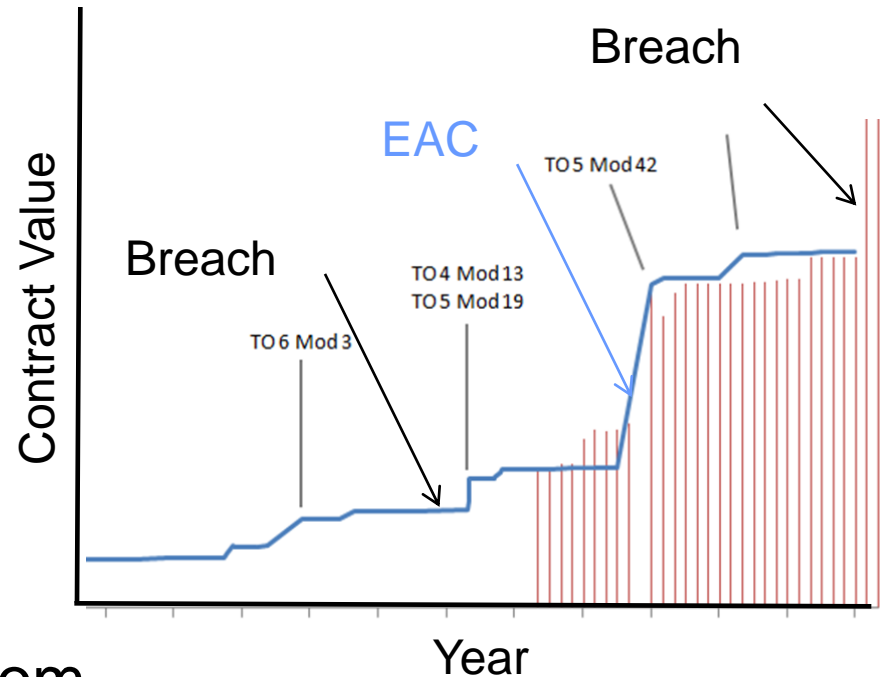 Breach
EAC
TO 5 Mod 42
Breach
TO 4 Mod 13
TO 5 Mod 19
TO 6 Mod 3
Contract Value
Year